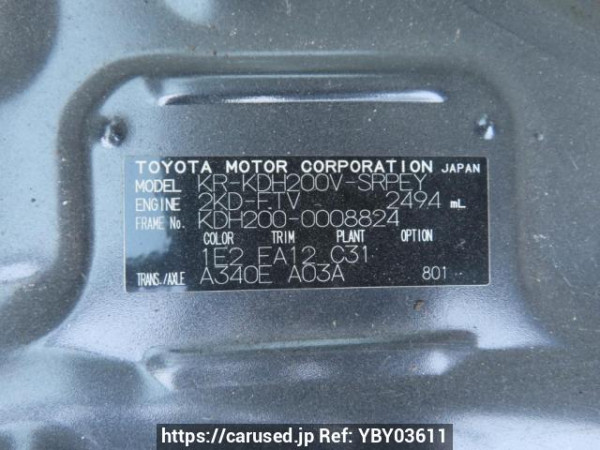 TOYOTA MOTOR CORPORATION JAPAN
MODEL KR-KDH200V-SRPEY
ENGINE 2KD-FTV 2494 mL
FRAME No. KDH200-0008824
COLOR TRIM PLANT OPTION
1E2 FA12 C31
TRANS./AXLE A340E A03A 801
https://carused.jp Ref: YBY03611